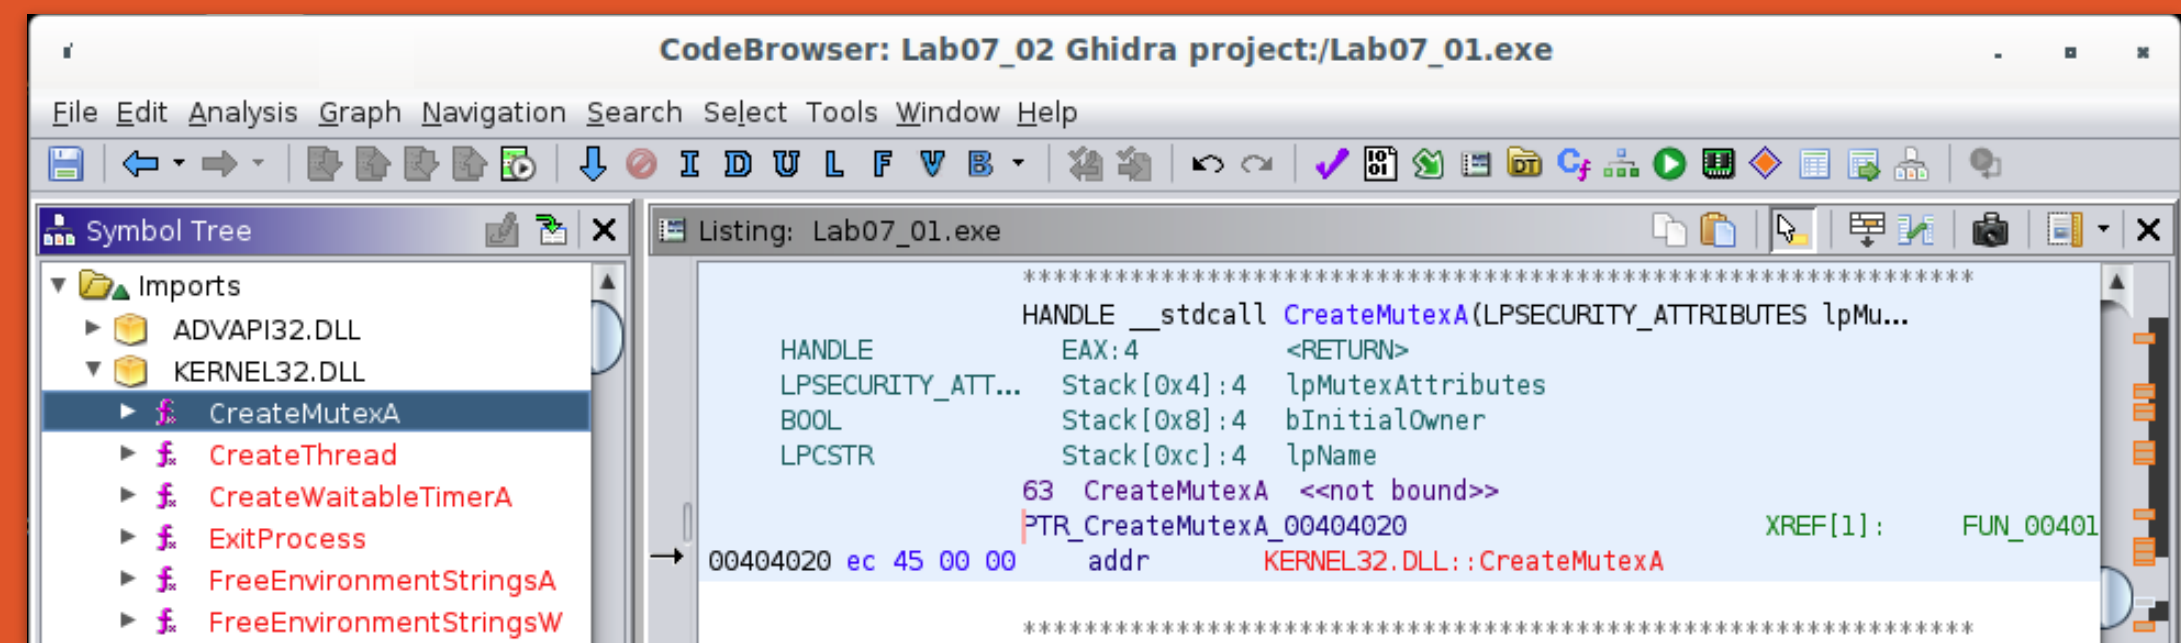 CodeBrowser: Lab07_02 Ghidra project:/Lab07_01.exe
File Edit Analysis Graph Navigation Search Select Tools Window Help
I D U L F V B
Symbol Tree
Listing: Lab07_01.exe
Imports
ADVAPI32.DLL
KERNEL32.DLL
CreateMutexA
CreateThread
CreateWaitableTimerA
ExitProcess
FreeEnvironmentStringsA
FreeEnvironmentStringsW
**************************************************************
HANDLE __stdcall CreateMutexA(LPSECURITY_ATTRIBUTES lpMu...
HANDLE EAX:4 <RETURN>
LPSECURITY_ATT... Stack[0x4]:4 lpMutexAttributes
BOOL Stack[0x8]:4 bInitialOwner
LPCSTR Stack[0xc]:4 lpName
63 CreateMutexA <<not bound>>
PTR_CreateMutexA_00404020 XREF[1]: FUN_00401
00404020 ec 45 00 00 addr KERNEL32.DLL::CreateMutexA
**************************************************************